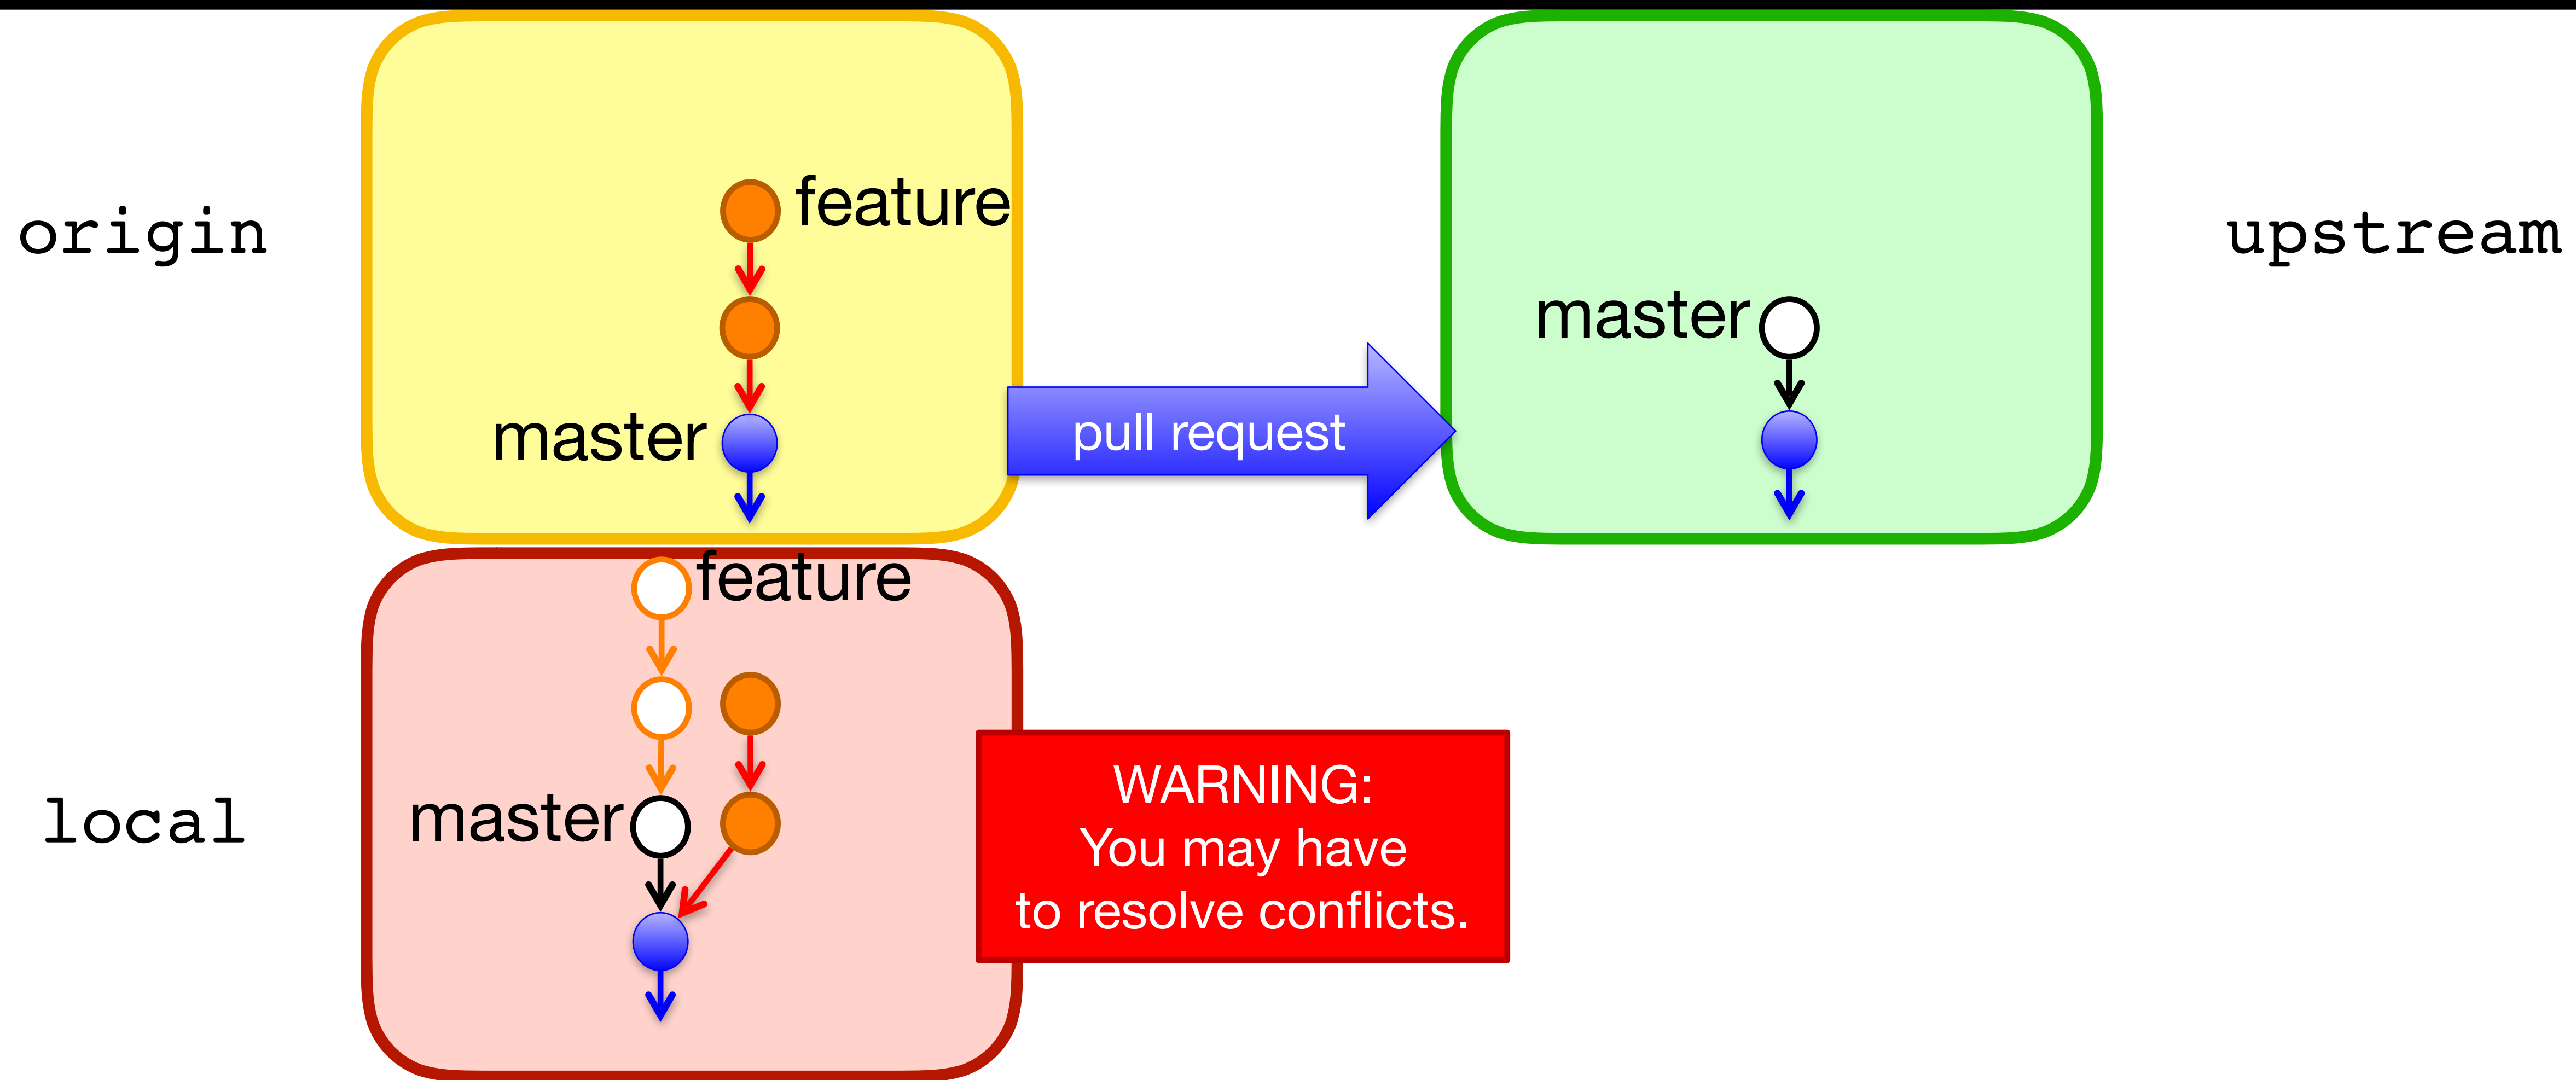 origin
feature
master
pull request
master
upstream
feature
local
master
WARNING:
You may have
to resolve conflicts.